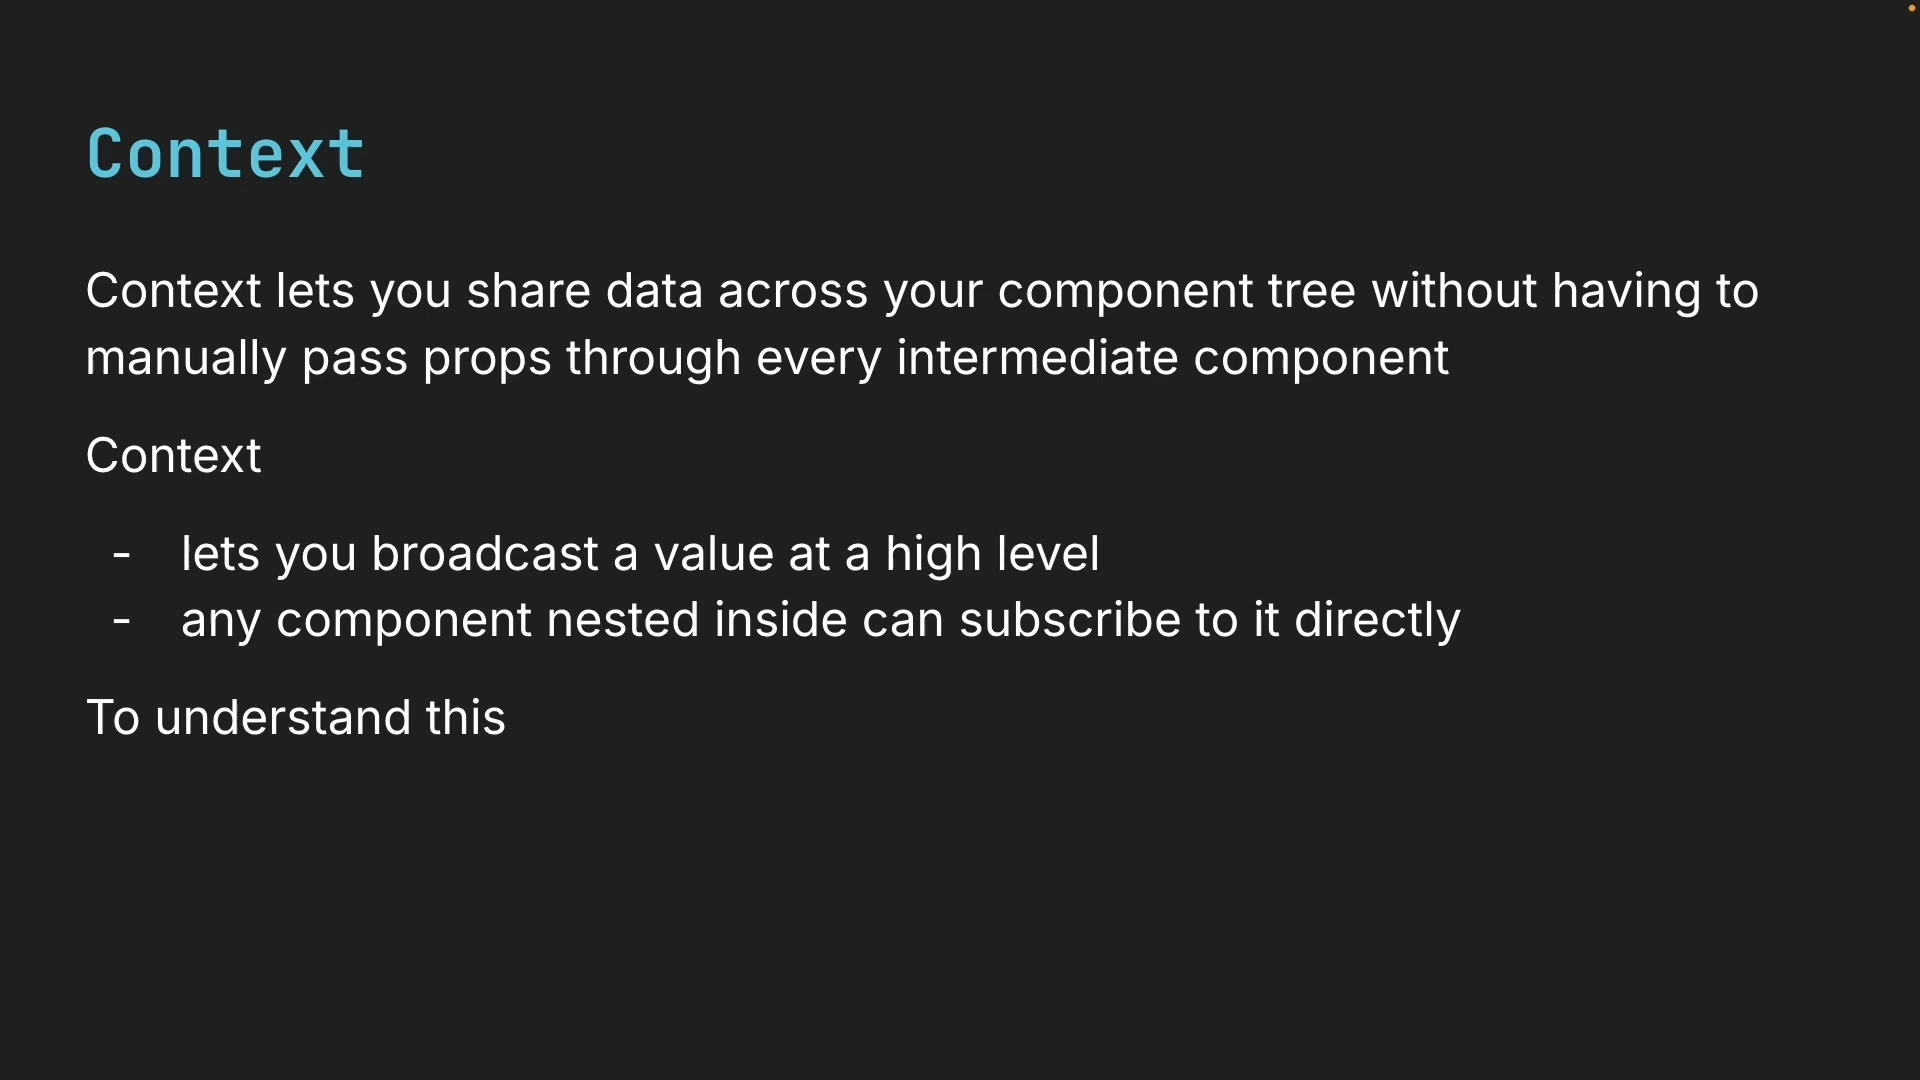 Context
Context lets you share data across your component tree without having to
manually pass props through every intermediate component
Context
- lets you broadcast a value at a high level
- any component nested inside can subscribe to it directly
To understand this